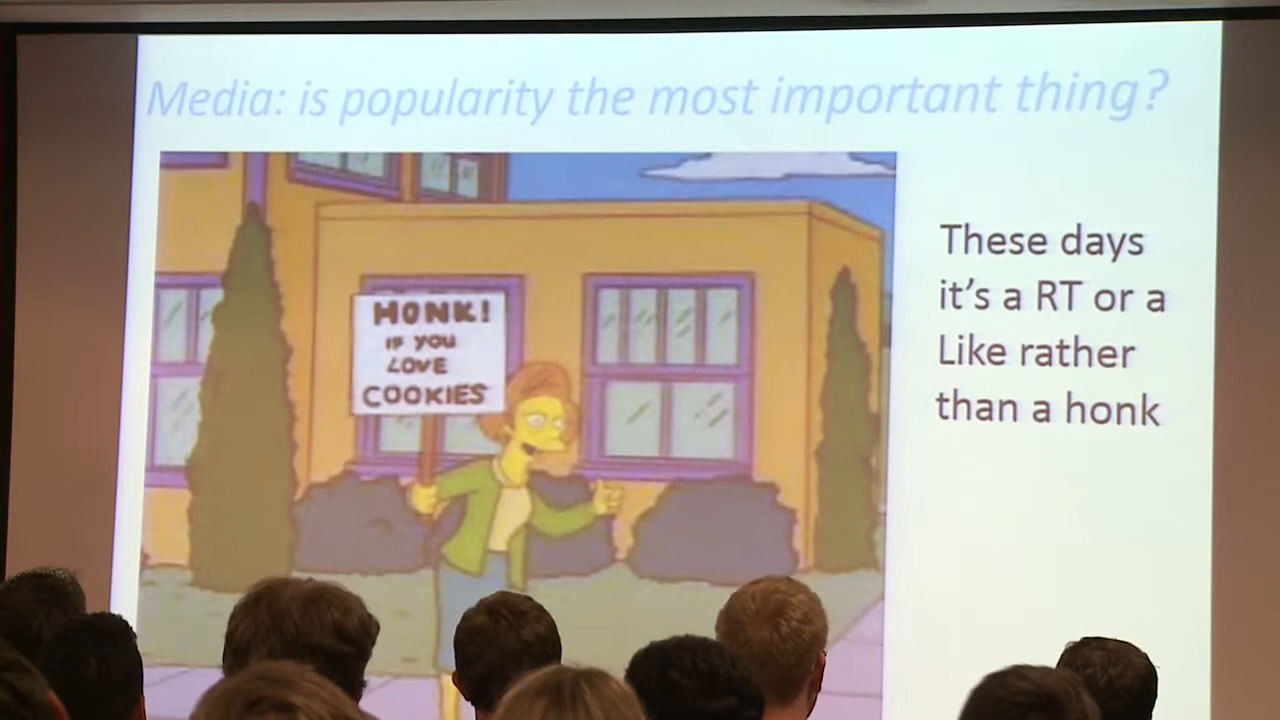 Media: is popularity the most important thing?
HONK!
IF YOU
LOVE
COOKIES
These days
it's a RT or a
Like rather
than a honk